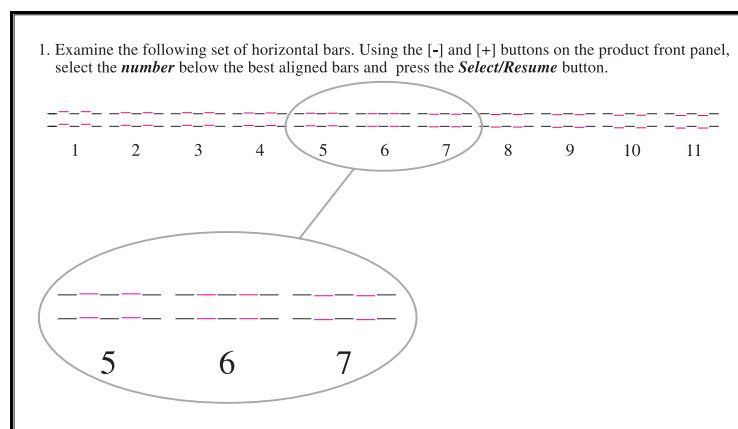 1. Examine the following set of horizontal bars. Using the [-] and [+] buttons on the product front panel,
select the number below the best aligned bars and press the Select/Resume button.
1 2 3 4 5 6 7 8 9 10 11
5 6 7